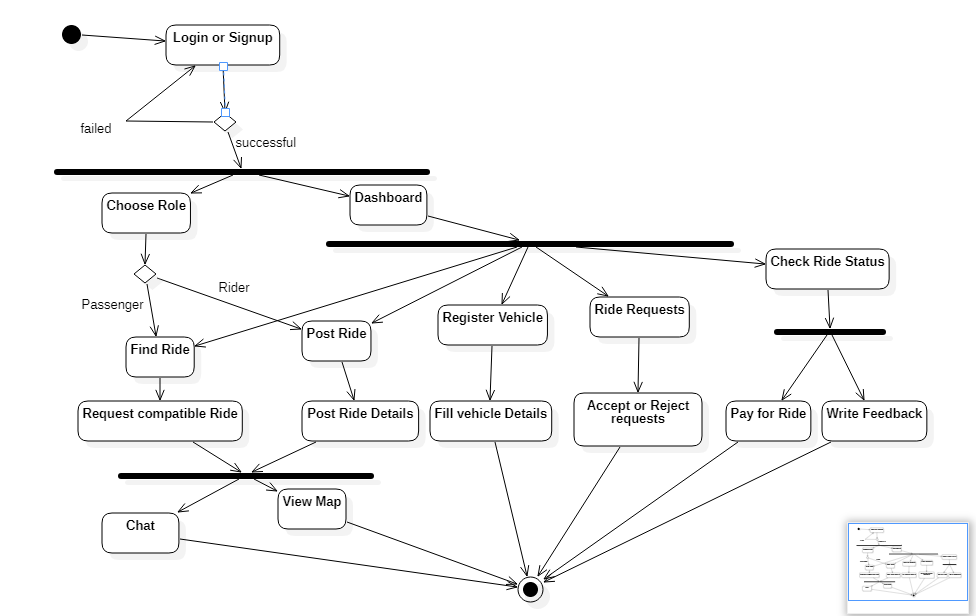 Login or Signup
failed
successful
Choose Role
Dashboard
Check Ride Status
Rider
Passenger
Find Ride
Post Ride
Register Vehicle
Ride Requests
Request compatible Ride
Post Ride Details
Fill vehicle Details
Accept or Reject
requests
Pay for Ride
Write Feedback
View Map
Chat